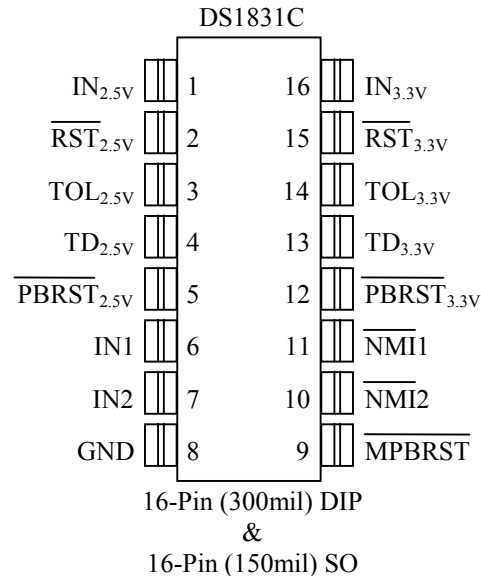 DS1831C
IN2.5V 1 16 IN3.3V
RST2.5V 2 15 RST3.3V
TOL2.5V 3 14 TOL3.3V
TD2.5V 4 13 TD3.3V
PBRST2.5V 5 12 PBRST3.3V
IN1 6 11 NMI1
IN2 7 10 NMI2
GND 8 9 MPBRST
16-Pin (300mil) DIP
&
16-Pin (150mil) SO